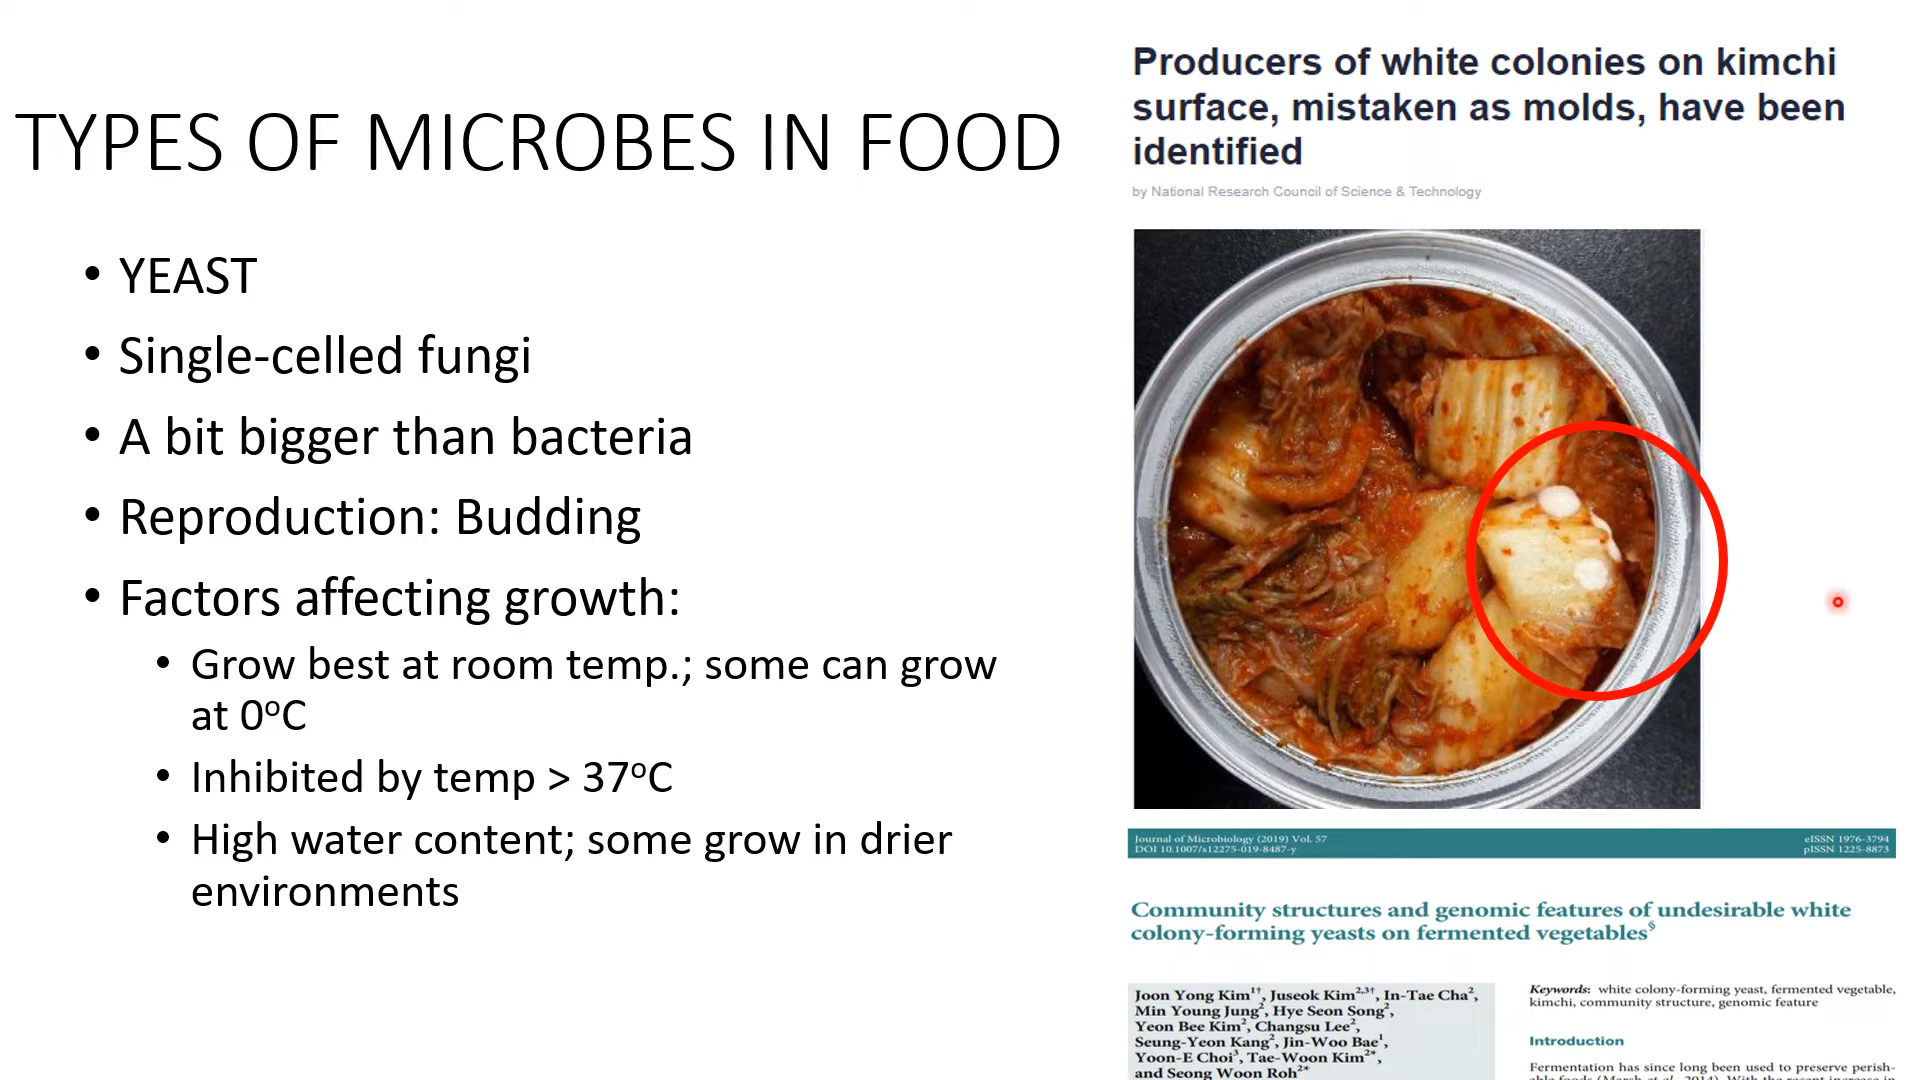 TYPES OF MICROBES IN FOOD
• YEAST
• Single-celled fungi
• A bit bigger than bacteria
• Reproduction: Budding
• Factors affecting growth:
• Grow best at room temp.; some can grow
at 0°C
• Inhibited by temp > 37°C
• High water content; some grow in drier
environments
Producers of white colonies on kimchi
surface, mistaken as molds, have been
identified
by National Research Council of Science & Technology
Journal of Microbiology (2019) Vol. 57
DOI 10.1007/s12275-019-8487-y
eISSN 1976-3794
pISSN 1225-8873
Community structures and genomic features of undesirable white
colony-forming yeasts on fermented vegetables§
Joon Yong Kim1†, Juseok Kim2,3†, In-Tae Cha2,
Min Young Jung2, Hye Seon Song2,
Yeon Bee Kim2, Changsu Lee2,
Seung-Yeon Kang2, Jin-Woo Bae1,
Yoon-E Choi3, Tae-Woon Kim2*,
and Seong Woon Roh2*
Keywords: white colony-forming yeast, fermented vegetable,
kimchi, community structure, genomic feature
Introduction
Fermentation has since long been used to preserve perish-